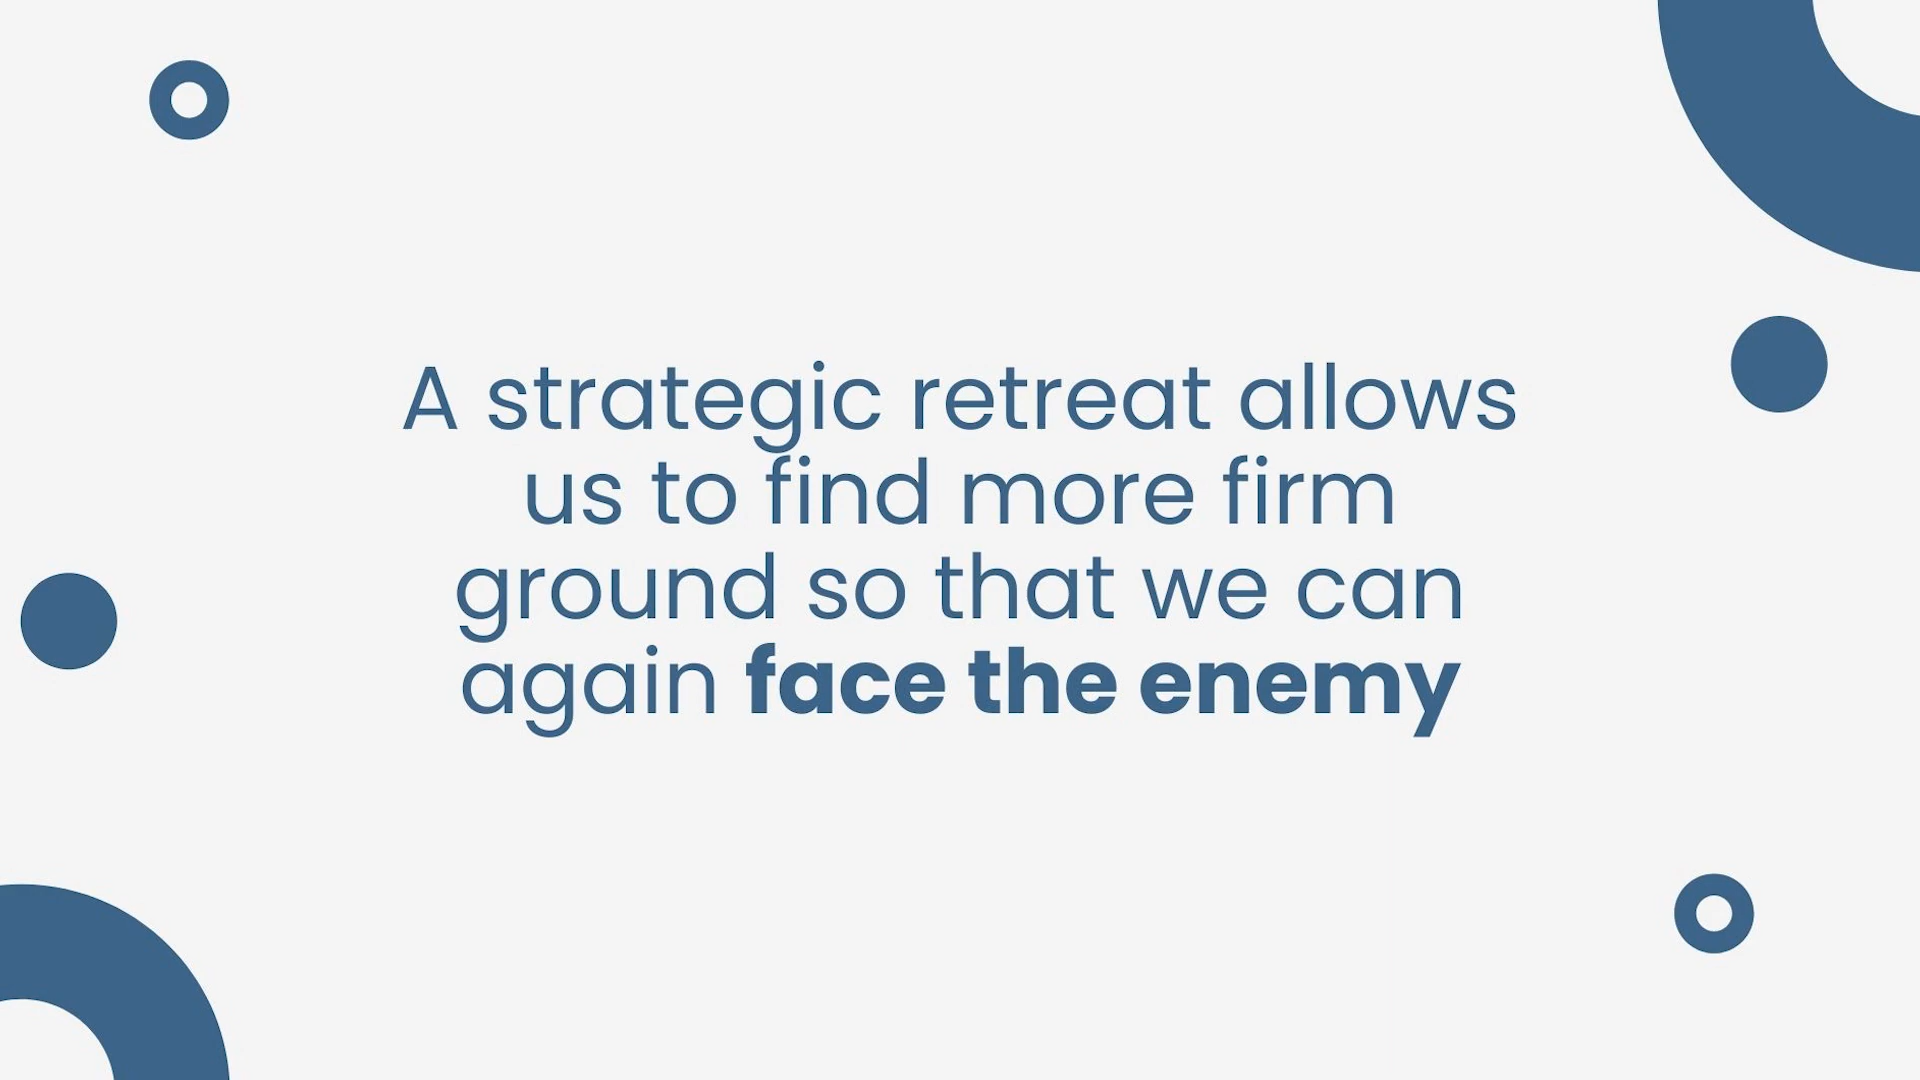 A strategic retreat allows
us to find more firm
ground so that we can
again face the enemy